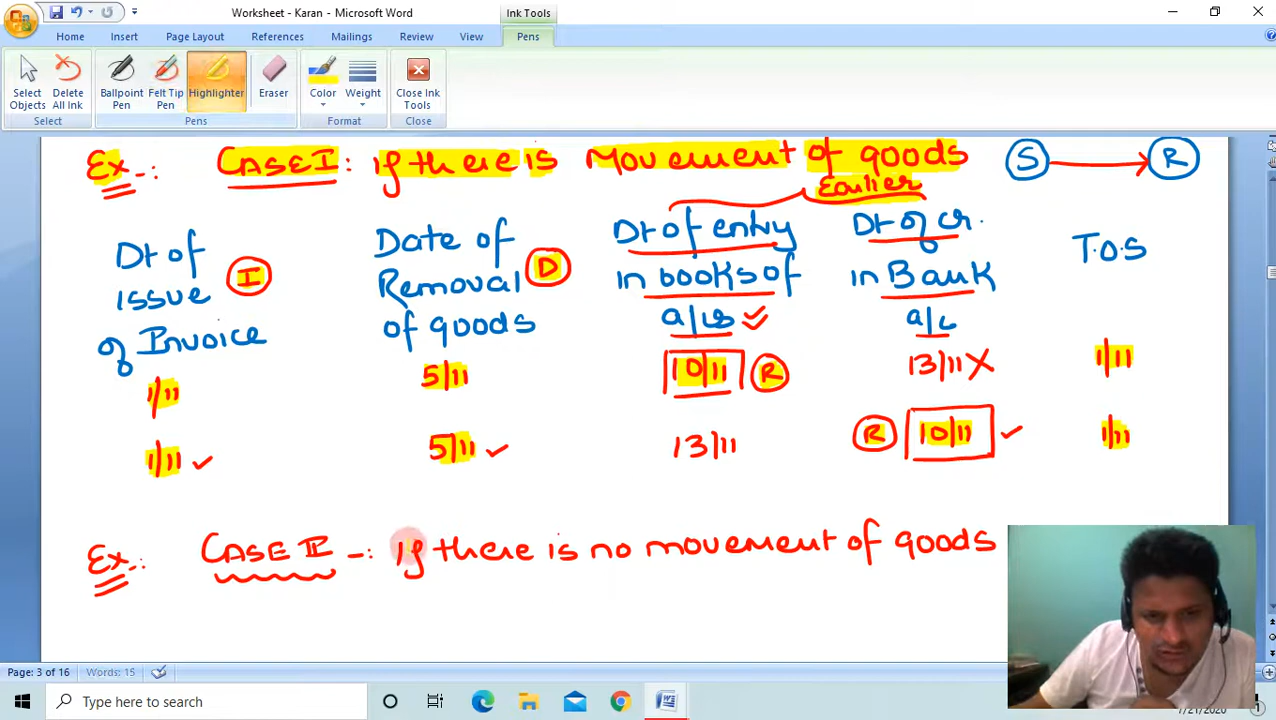 Worksheet - Karan - Microsoft Word
Ink Tools
Home Insert Page Layout References Mailings Review View Pens
Select Objects
Delete All Ink
Ballpoint Pen
Felt Tip Pen
Highlighter
Eraser
Color
Weight
Close Ink Tools
Select Pens Format Close
Ex -: CASE I : if there is Movement of goods S R
Earlier
Dt of issue of Invoice I
Date of Removal of goods D
Dt of entry in books of a/cs
Dt of cr. in Bank a/c
T.O.S
1/11 5/11 10/11 R 13/11 X 1/11
1/11 ✓ 5/11 ✓ 13/11 R 10/11 ✓ 1/11
Ex -: CASE II -: If there is no movement of goods
Page: 3 of 16 Words: 15
Type here to search
7/21/2020